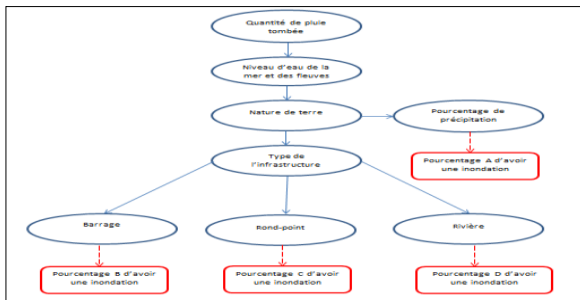 Quantité de pluie
tombée
Niveau d'eau de la
mer et des fleuves
Nature de terre
Pourcentage de
précipitation
Pourcentage A d'avoir
une inondation
Type de
l'infrastructure
Barrage
Rond-point
Rivière
Pourcentage B d'avoir
une inondation
Pourcentage C d'avoir
une inondation
Pourcentage D d'avoir
une inondation